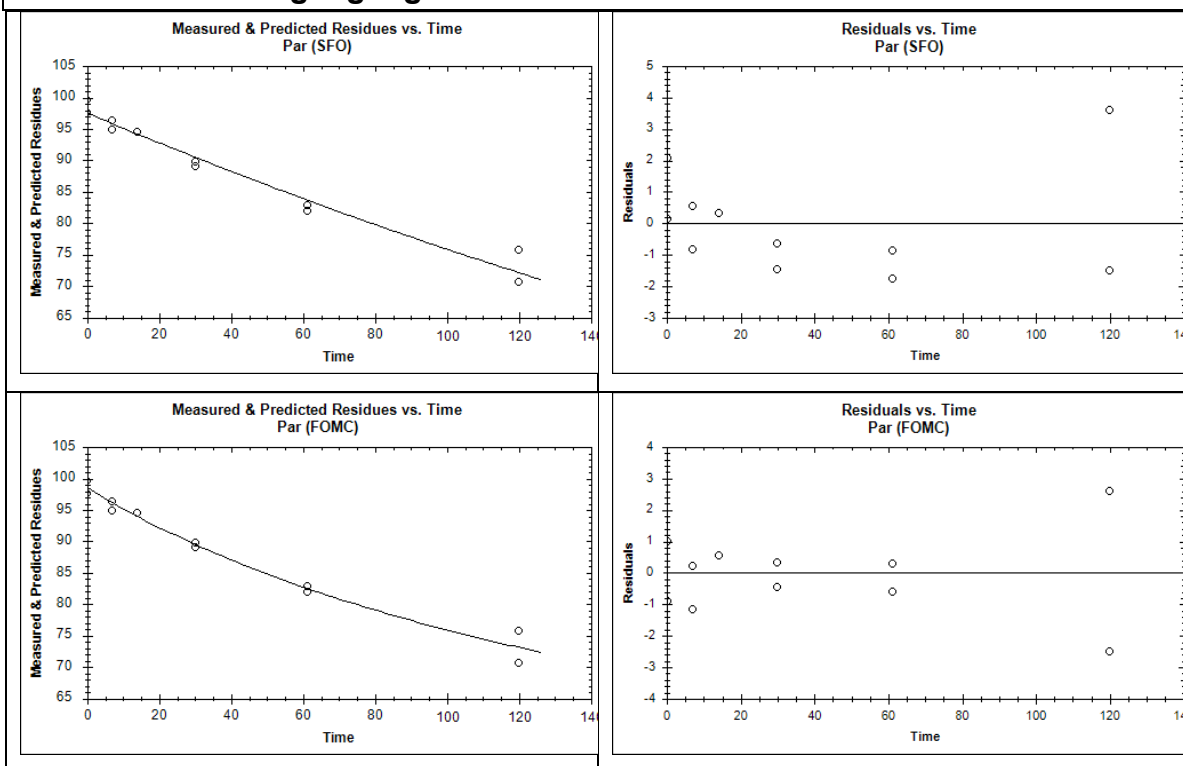 Measured & Predicted Residues vs. Time
Par (SFO)
Measured & Predicted Residues
105
100
95
90
85
80
75
70
65
0 20 40 60 80 100 120 140
Time
Residuals vs. Time
Par (SFO)
Residuals
5
4
3
2
1
0
-1
-2
-3
0 20 40 60 80 100 120
Time
Measured & Predicted Residues vs. Time
Par (FOMC)
Measured & Predicted Residues
105
100
95
90
85
80
75
70
65
0 20 40 60 80 100 120
Time
Residuals vs. Time
Par (FOMC)
Residuals
4
3
2
1
0
-1
-2
-3
-4
0 20 40 60 80 100 120
Time